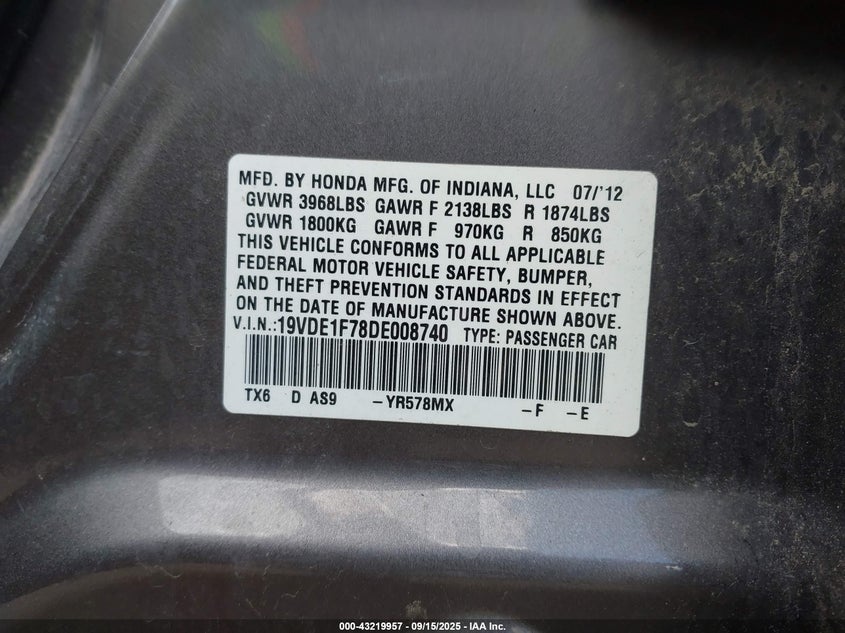 MFD. BY HONDA MFG. OF INDIANA, LLC 07/'12
GVWR 3968LBS GAWR F 2138LBS R 1874LBS
GVWR 1800KG GAWR F 970KG R 850KG
THIS VEHICLE CONFORMS TO ALL APPLICABLE
FEDERAL MOTOR VEHICLE SAFETY, BUMPER,
AND THEFT PREVENTION STANDARDS IN EFFECT
ON THE DATE OF MANUFACTURE SHOWN ABOVE.
V.I.N.:19VDE1F78DE008740 TYPE: PASSENGER CAR
TX6 D AS9 -YR578MX -F -E
000-43219957 - 09/15/2025 - IAA Inc.